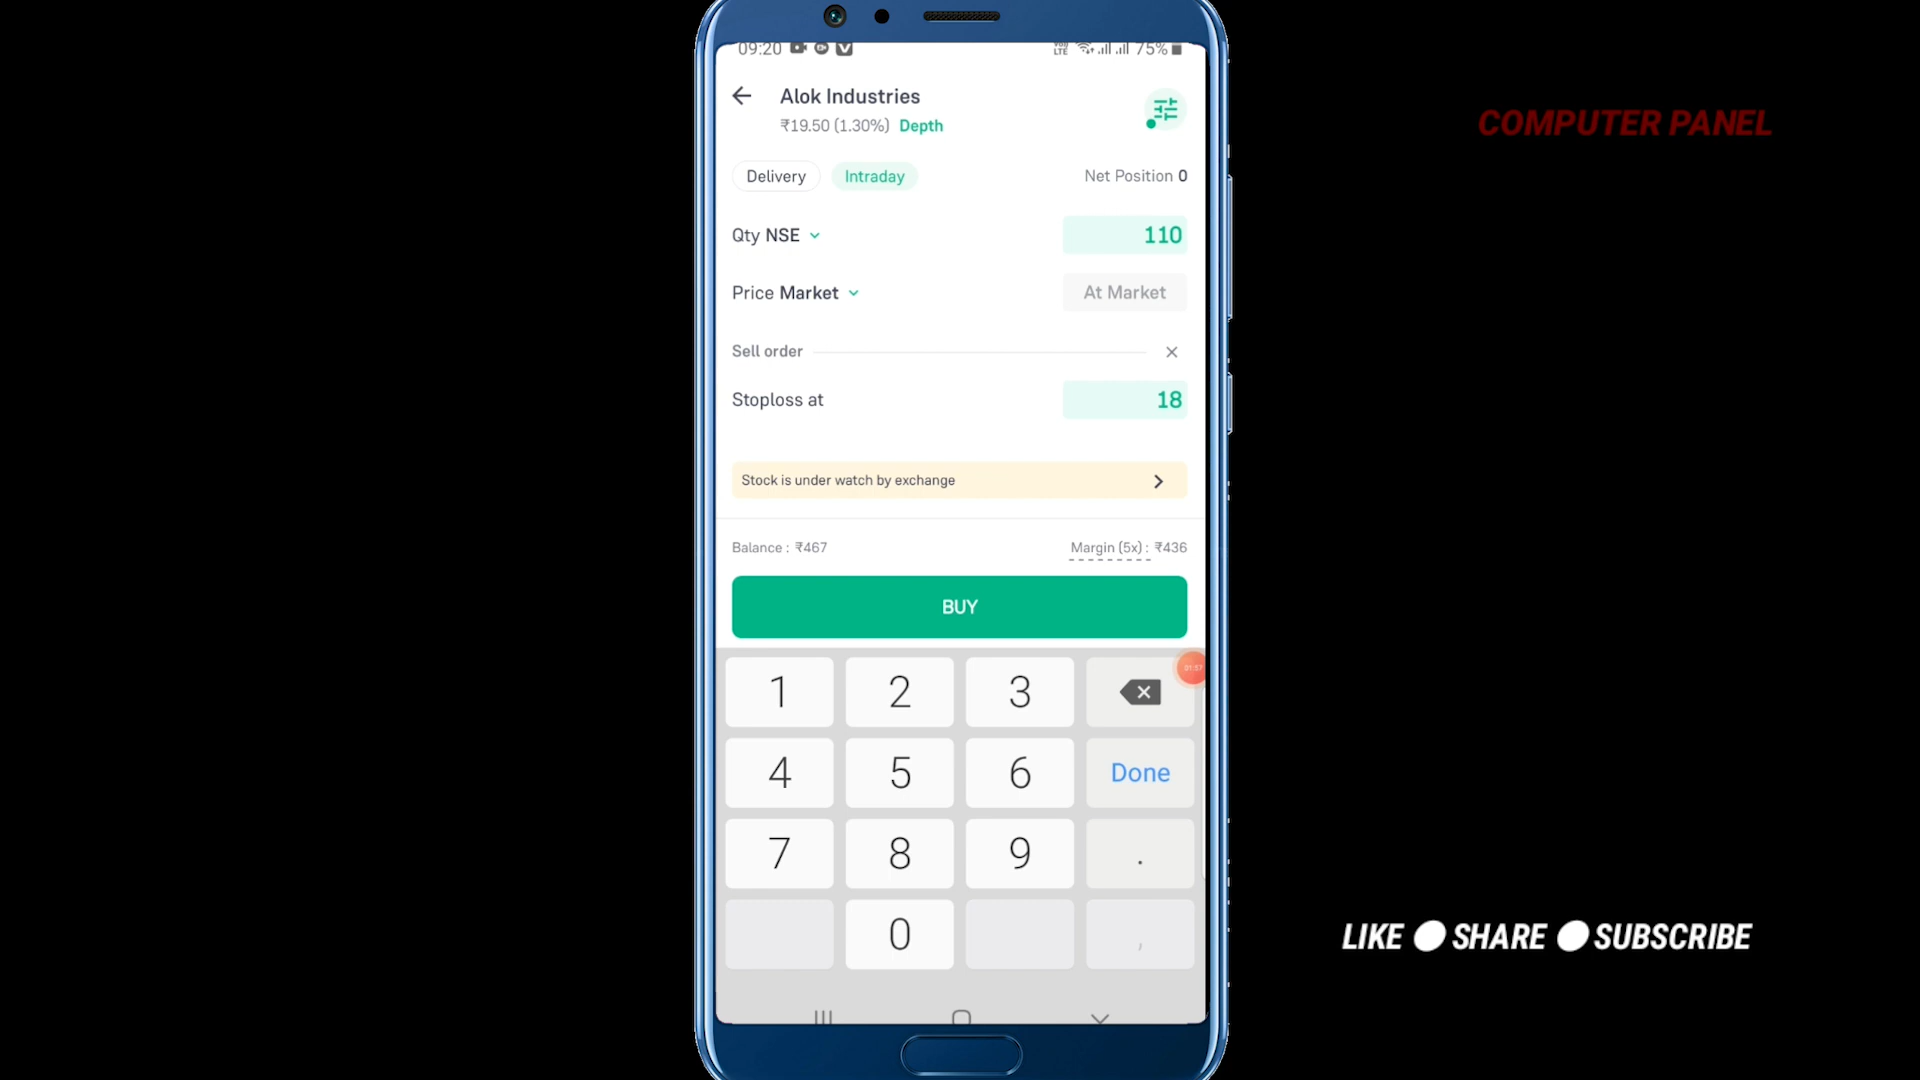 09:20 75%
COMPUTER PANEL
Alok Industries
₹19.50 (1.30%) Depth
Delivery Intraday Net Position 0
Qty NSE 110
Price Market At Market
Sell order
Stoploss at 18
Stock is under watch by exchange
Balance : ₹467 Margin (5x) : ₹436
BUY
01:57
1 2 3
4 5 6 Done
7 8 9 .
0 ,
LIKE SHARE SUBSCRIBE